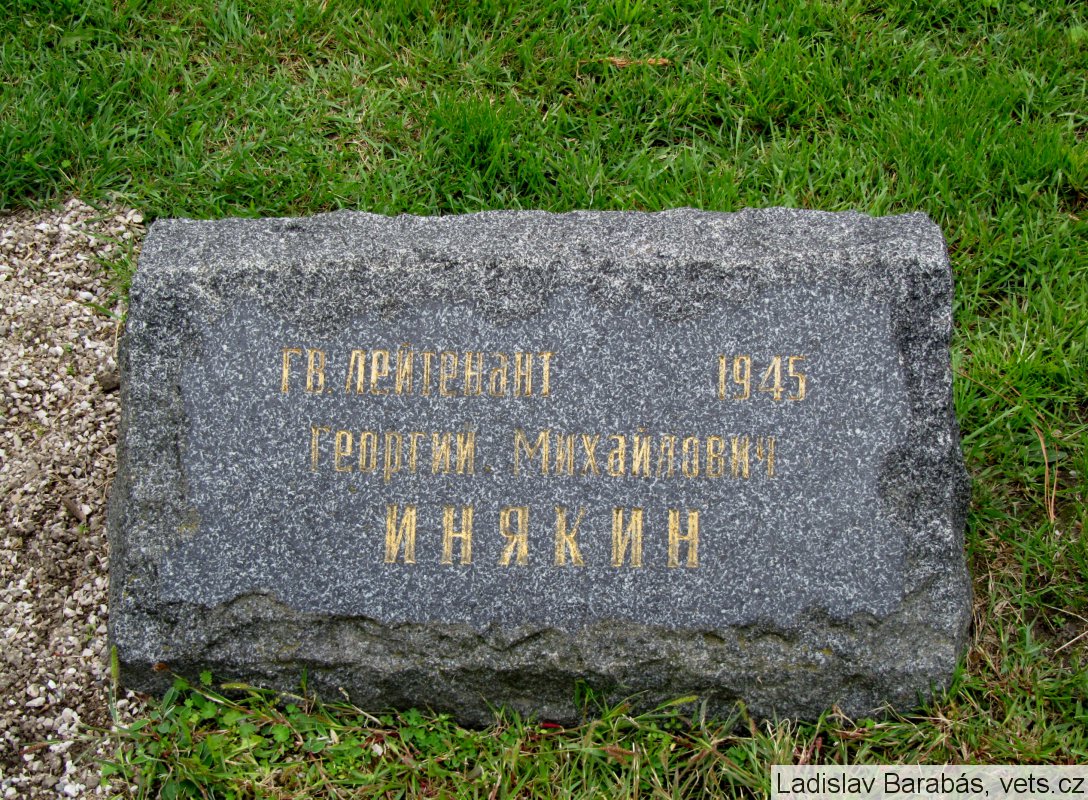 ГВ. ЛЕЙТЕНАНТ 1945
ГЕОРГИЙ. МИХАЙЛОВИЧ
ИНЯКИН
Ladislav Barabás, vets.cz